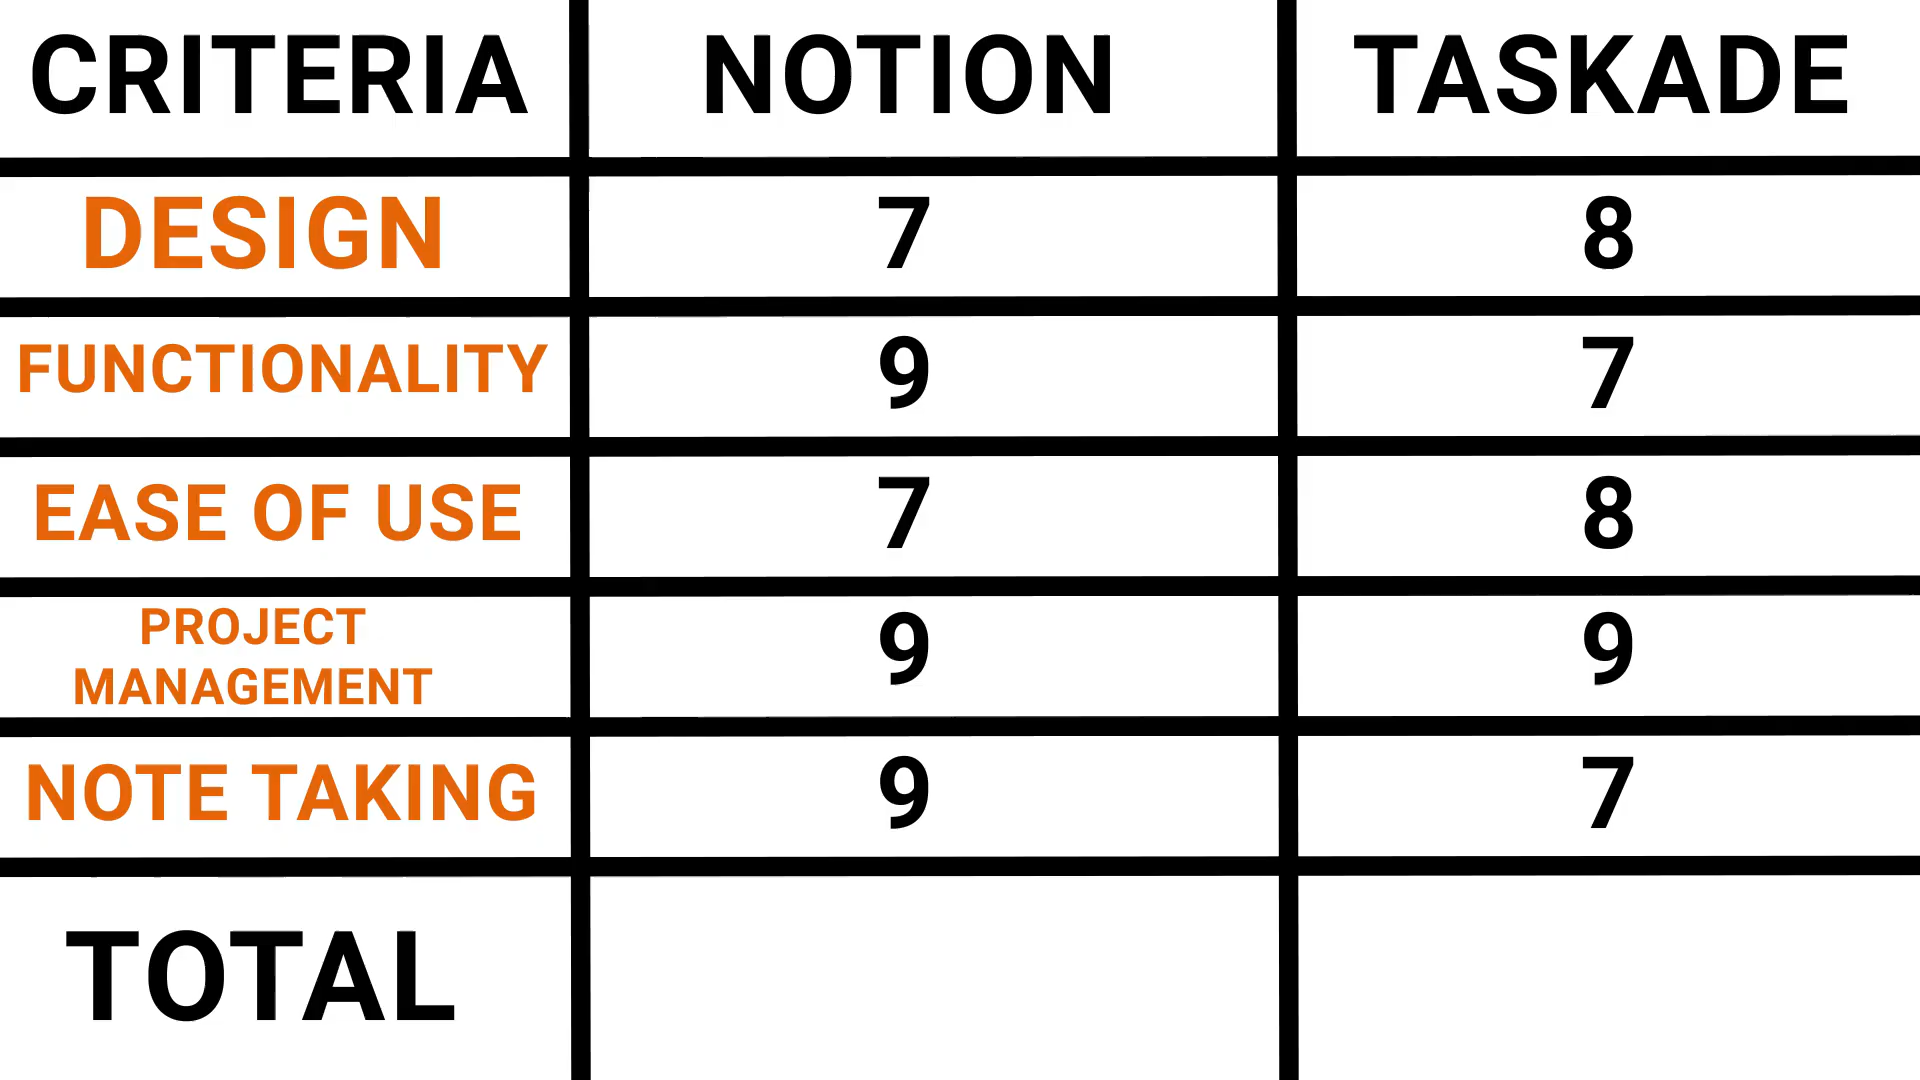 CRITERIA NOTION TASKADE
DESIGN 7 8
FUNCTIONALITY 9 7
EASE OF USE 7 8
PROJECT
MANAGEMENT 9 9
NOTE TAKING 9 7
TOTAL